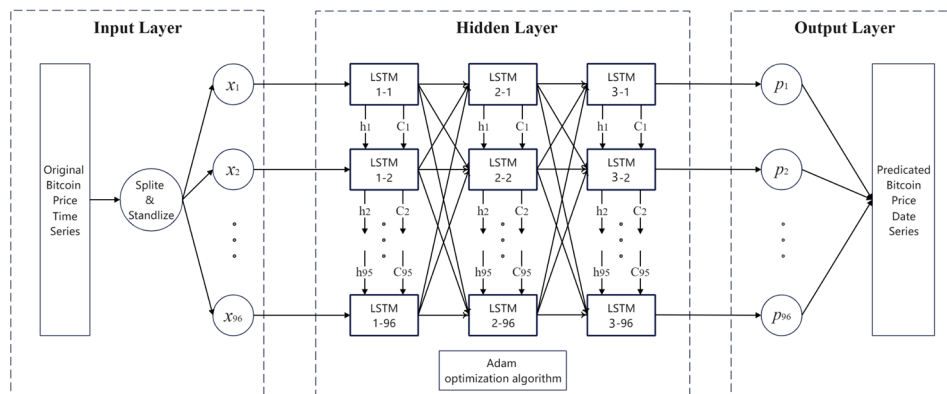 Input Layer
Hidden Layer
Output Layer
Original
Bitcoin
Price
Time
Series
Splite
&
Standlize
x1
x2
x96
LSTM
1-1
LSTM
2-1
LSTM
3-1
h1
C1
h1
C1
h1
C1
LSTM
1-2
LSTM
2-2
LSTM
3-2
h2
C2
h2
C2
h2
C2
h95
C95
h95
C95
h95
C95
LSTM
1-96
LSTM
2-96
LSTM
3-96
Adam
optimization algorithm
p1
p2
p96
Predicated
Bitcoin
Price
Date
Series